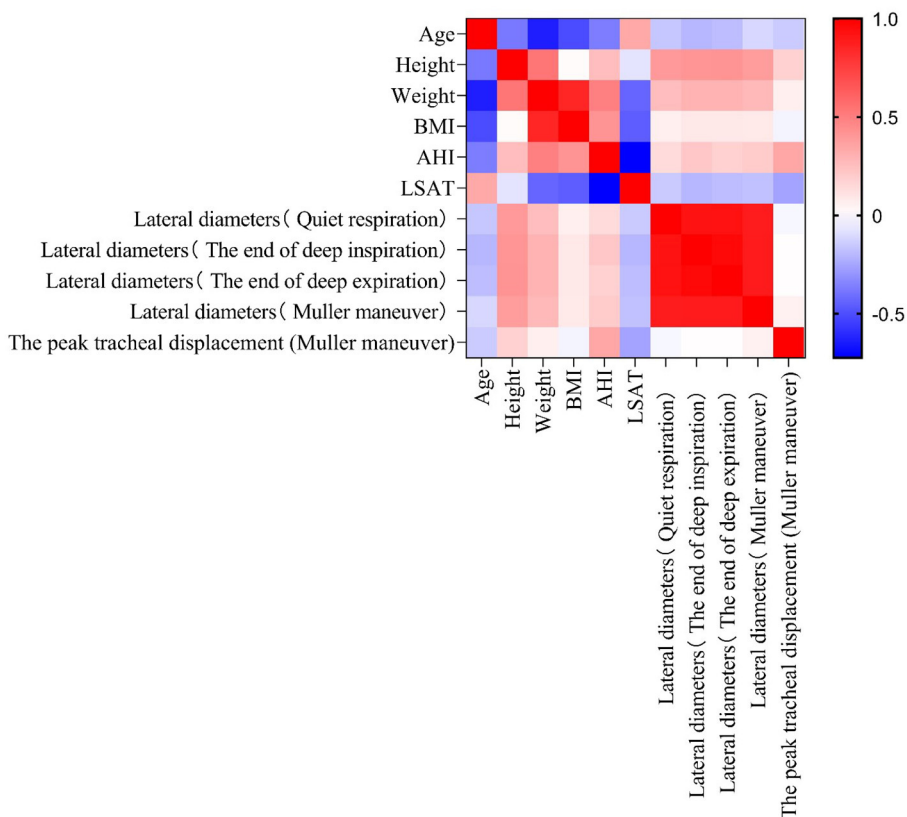 Age
Height
Weight
BMI
AHI
LSAT
Lateral diameters( Quiet respiration)
Lateral diameters( The end of deep inspiration)
Lateral diameters( The end of deep expiration)
Lateral diameters( Muller maneuver)
The peak tracheal displacement (Muller maneuver)
1.0
0.5
0
-0.5
Age
Height
Weight
BMI
AHI
LSAT
Lateral diameters( Quiet respiration)
Lateral diameters( The end of deep inspiration)
Lateral diameters( The end of deep expiration)
Lateral diameters( Muller maneuver)
The peak tracheal displacement (Muller maneuver)